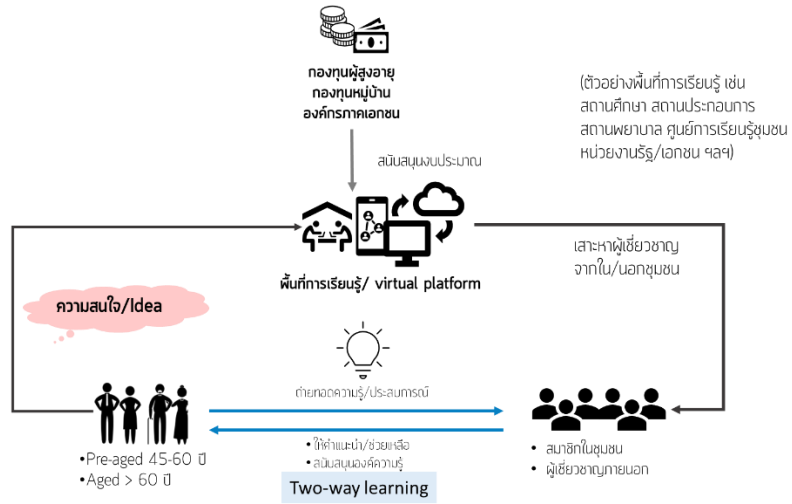 กองทุนผู้สูงอายุ
กองทุนหมู่บ้าน
องค์กรภาคเอกชน
(ตัวอย่างพื้นที่การเรียนรู้ เช่น
สถานศึกษา สถานประกอบการ
สถานพยาบาล ศูนย์การเรียนรู้ชุมชน
หน่วยงานรัฐ/เอกชน ฯลฯ)
สนับสนุนงบประมาณ
เสาะหาผู้เชี่ยวชาญ
จากใน/นอกชุมชน
พื้นที่การเรียนรู้/ virtual platform
ความสนใจ/Idea
ถ่ายทอดความรู้/ประสบการณ์
•Pre-aged 45-60 ปี
•Aged > 60 ปี
• ให้คำแนะนำ/ช่วยเหลือ
• สนับสนุนองค์ความรู้
Two-way learning
• สมาชิกในชุมชน
• ผู้เชี่ยวชาญภายนอก